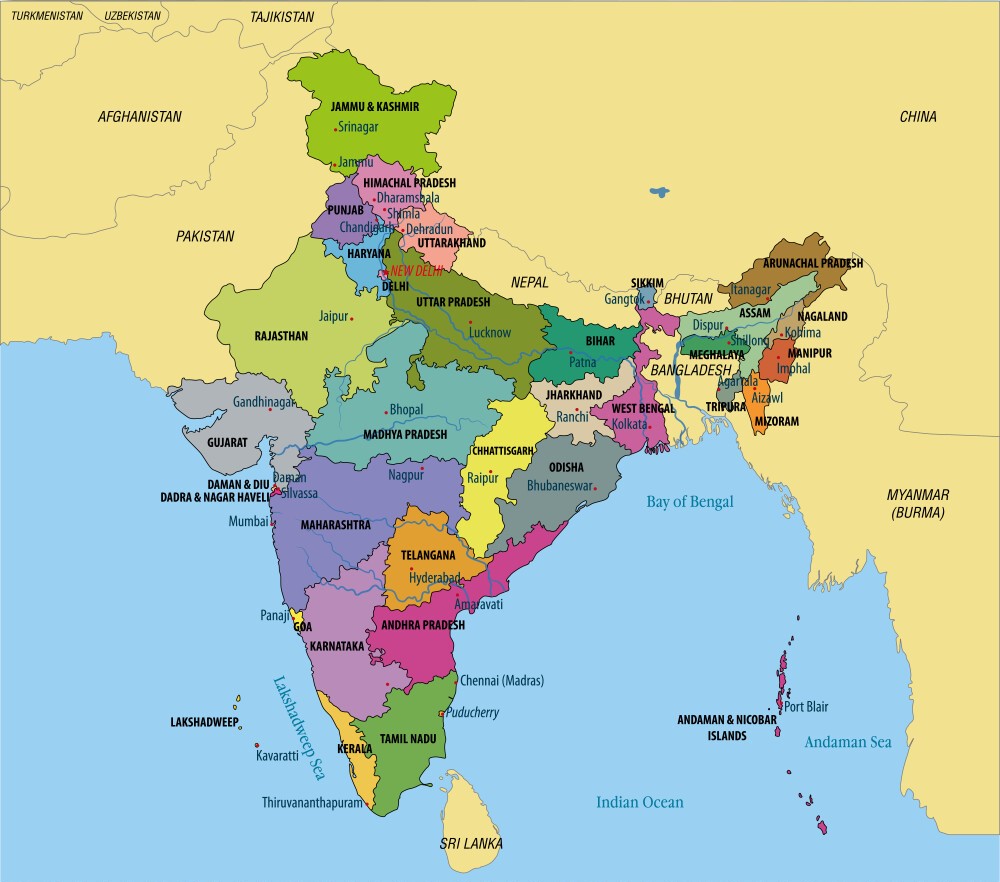 TURKMENISTAN
UZBEKISTAN
TAJIKISTAN
AFGHANISTAN
CHINA
JAMMU & KASHMIR
Srinagar
Jammu
HIMACHAL PRADESH
Dharamshala
Shimla
PUNJAB
Chandigarh
Dehradun
UTTARAKHAND
PAKISTAN
HARYANA
NEW DELHI
DELHI
NEPAL
SIKKIM
Gangtok
BHUTAN
ARUNACHAL PRADESH
Itanagar
ASSAM
NAGALAND
Dispur
Kohima
Shillong
MEGHALAYA
MANIPUR
Imphal
BANGLADESH
Agartala
Aizawl
TRIPURA
MIZORAM
UTTAR PRADESH
Lucknow
Jaipur
RAJASTHAN
BIHAR
Patna
JHARKHAND
Ranchi
WEST BENGAL
Kolkata
Gandhinagar
GUJARAT
Bhopal
MADHYA PRADESH
CHHATTISGARH
Raipur
ODISHA
Bhubaneswar
Nagpur
DAMAN & DIU
Daman
DADRA & NAGAR HAVELI
Silvassa
Mumbai
MAHARASHTRA
Bay of Bengal
MYANMAR
(BURMA)
TELANGANA
Hyderabad
Amaravati
Panaji
GOA
ANDHRA PRADESH
KARNATAKA
Chennai (Madras)
Puducherry
Lakshadweep Sea
LAKSHADWEEP
Kavaratti
KERALA
TAMIL NADU
Port Blair
ANDAMAN & NICOBAR
ISLANDS
Andaman Sea
Thiruvananthapuram
Indian Ocean
SRI LANKA